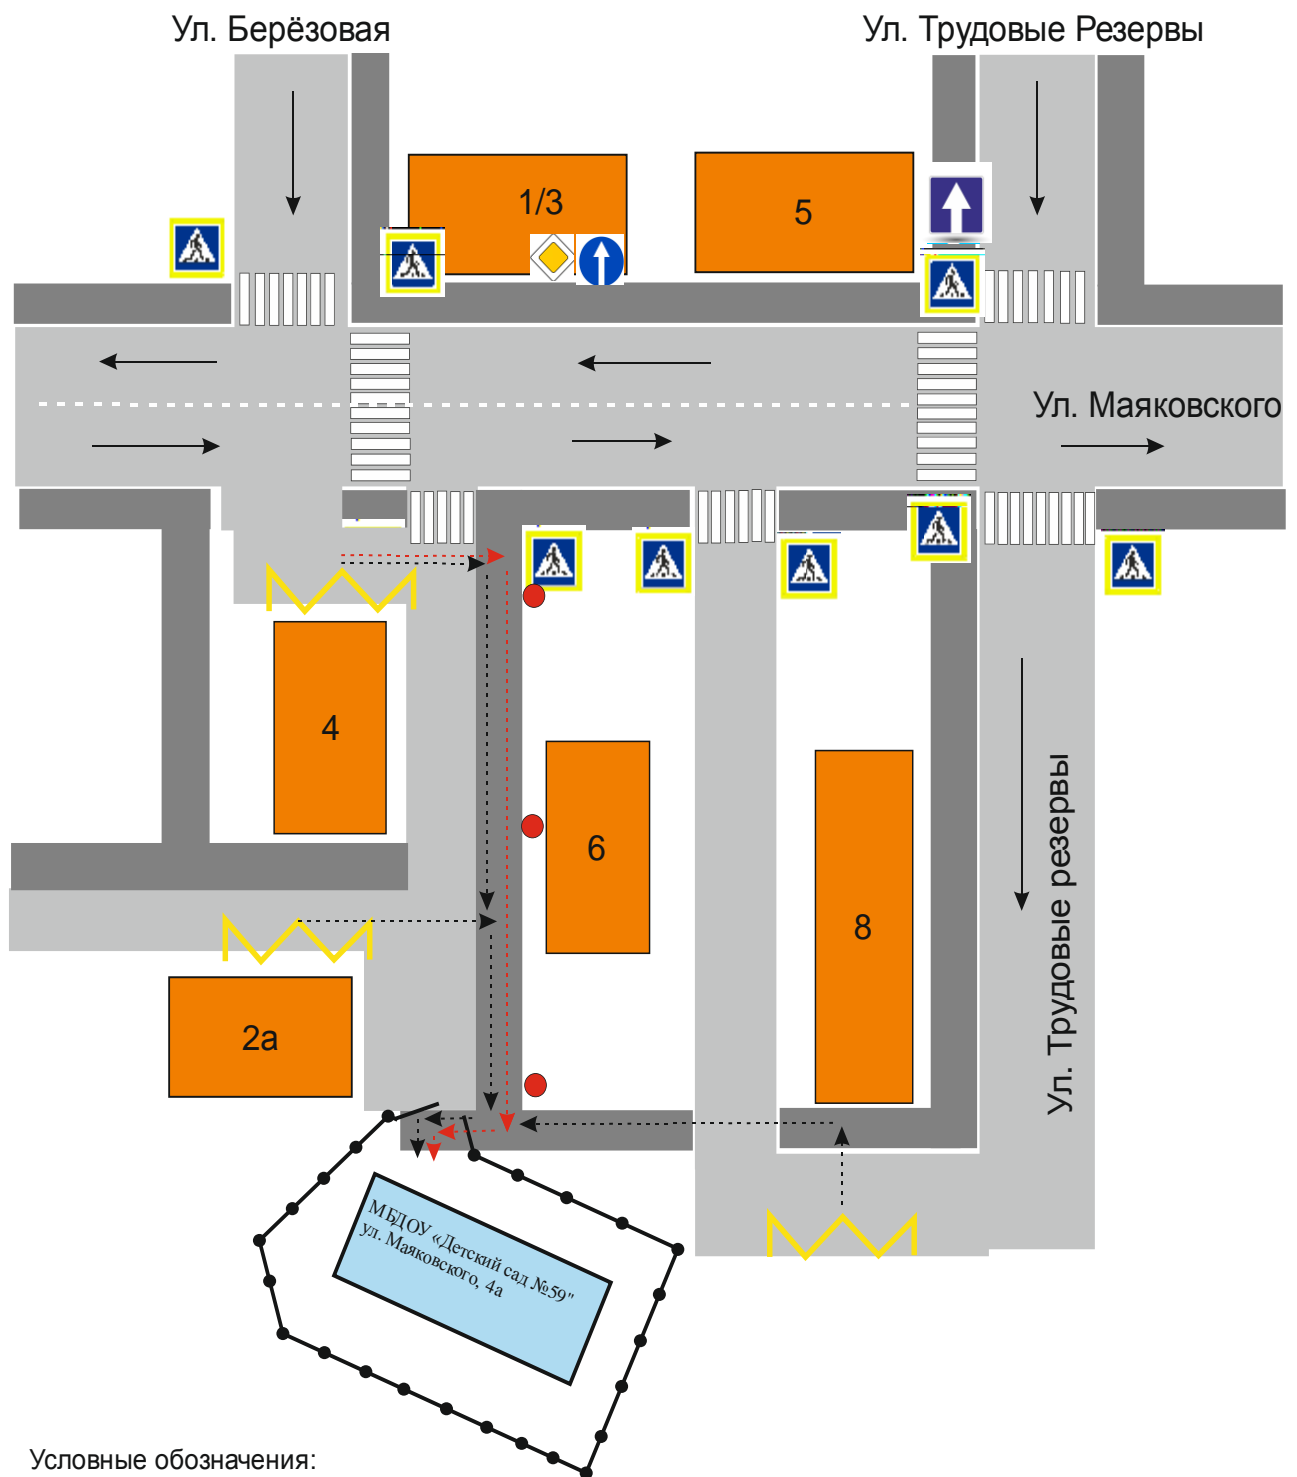 Ул. Берёзовая
Ул. Трудовые Резервы
1/3
5
Ул. Маяковского
4
6
8
Ул. Трудовые резервы
2а
МБДОУ «Детский сад №59"
ул. Маяковского, 4а
Условные обозначения: